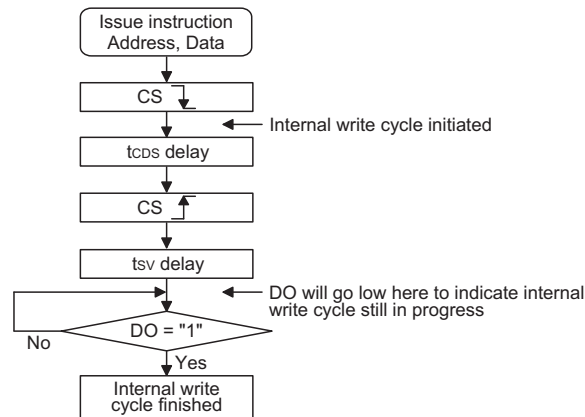 Issue instruction
Address, Data
CS
Internal write cycle initiated
tCDS delay
CS
tSV delay
DO will go low here to indicate internal
write cycle still in progress
DO = "1"
No
Yes
Internal write
cycle finished